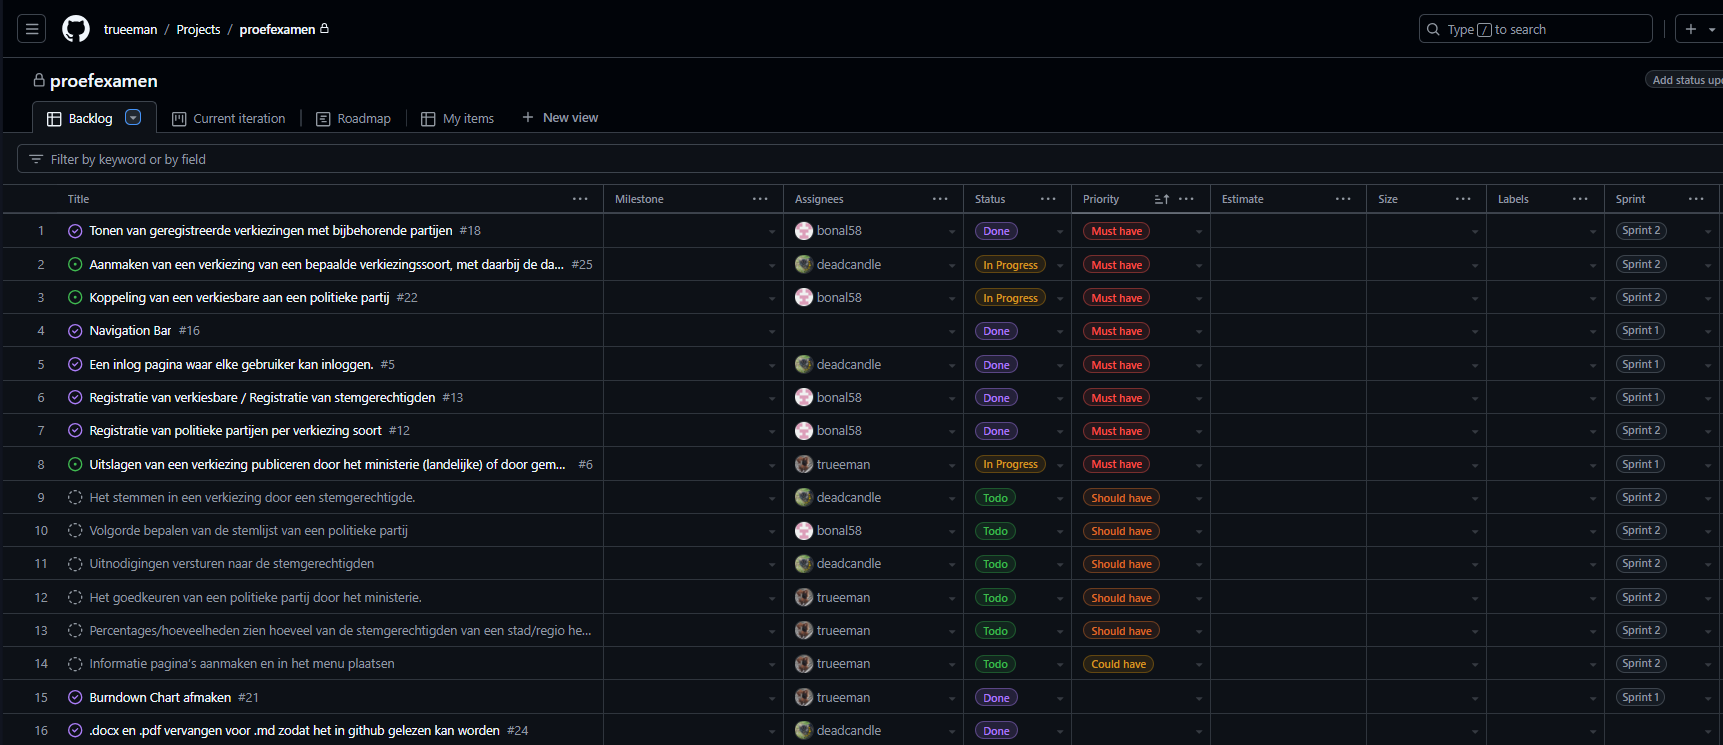 trueeman / Projects / proefexamen
Type / to search
proefexamen
Add status up
Backlog
Current iteration
Roadmap
My items
New view
Filter by keyword or by field
Title Milestone Assignees Status Priority Estimate Size Labels Sprint
1 Tonen van geregistreerde verkiezingen met bijbehorende partijen #18 bonal58 Done Must have Sprint 2
2 Aanmaken van een verkiezing van een bepaalde verkiezingssoort, met daarbij de da... #25 deadcandle In Progress Must have Sprint 2
3 Koppeling van een verkiesbare aan een politieke partij #22 bonal58 In Progress Must have Sprint 2
4 Navigation Bar #16 Done Must have Sprint 1
5 Een inlog pagina waar elke gebruiker kan inloggen. #5 deadcandle Done Must have Sprint 1
6 Registratie van verkiesbare / Registratie van stemgerechtigden #13 bonal58 Done Must have Sprint 1
7 Registratie van politieke partijen per verkiezing soort #12 bonal58 Done Must have Sprint 1
8 Uitslagen van een verkiezing publiceren door het ministerie (landelijke) of door gem... #6 trueeman In Progress Must have Sprint 1
9 Het stemmen in een verkiezing door een stemgerechtigde. deadcandle Todo Should have Sprint 2
10 Volgorde bepalen van de stemlijst van een politieke partij bonal58 Todo Should have Sprint 2
11 Uitnodigingen versturen naar de stemgerechtigden deadcandle Todo Should have Sprint 2
12 Het goedkeuren van een politieke partij door het ministerie. trueeman Todo Should have Sprint 2
13 Percentages/hoeveelheden zien hoeveel van de stemgerechtigden van een stad/regio he... trueeman Todo Should have Sprint 2
14 Informatie pagina's aanmaken en in het menu plaatsen trueeman Todo Could have Sprint 2
15 Burndown Chart afmaken #21 trueeman Done Sprint 1
16 .docx en .pdf vervangen voor .md zodat het in github gelezen kan worden #24 deadcandle Done